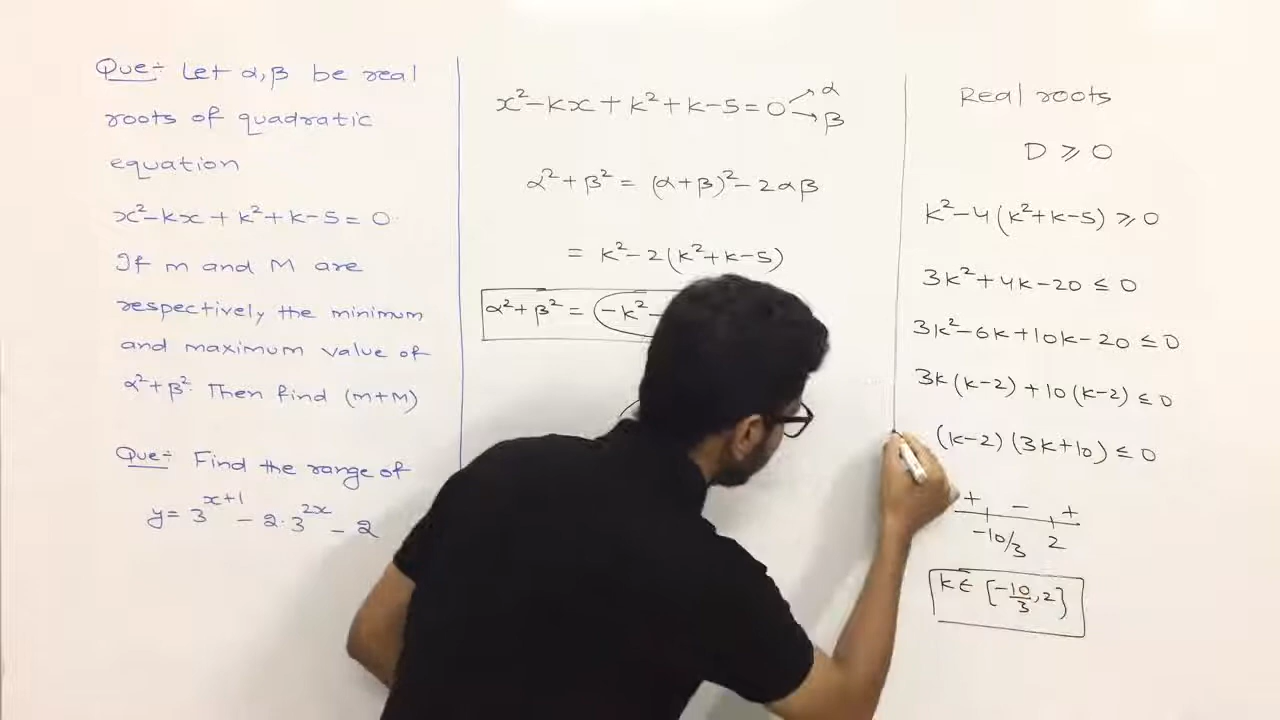 Que:- Let α,β be real
roots of quadratic
equation
x²-kx+k²+k-5=0
If m and M are
respectively the minimum
and maximum value of
α²+β². Then find (m+M)
Que:- Find the range of
y= 3^{x+1} - 2·3^{2x} - 2
x²-kx+k²+k-5=0 → α → β
α²+β² = (α+β)²-2αβ
= k²-2(k²+k-5)
α²+β² = -k²-
Real roots
D ≥ 0
k²-4(k²+k-5) ≥ 0
3k²+4k-20 ≤ 0
3k²-6k+10k-20 ≤ 0
3k(k-2)+10(k-2) ≤ 0
(k-2)(3k+10) ≤ 0
+ - +
-10/3 2
k∈ [-10/3, 2]